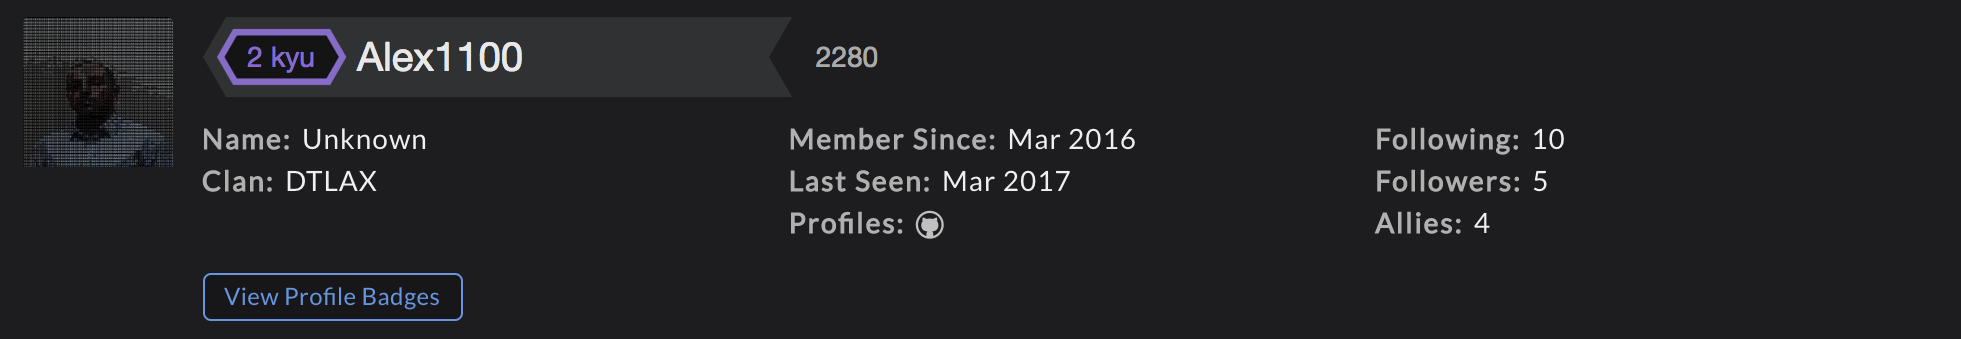 2 kyu Alex1100 2280
Name: Unknown
Clan: DTLAX
Member Since: Mar 2016
Last Seen: Mar 2017
Profiles:
Following: 10
Followers: 5
Allies: 4
View Profile Badges